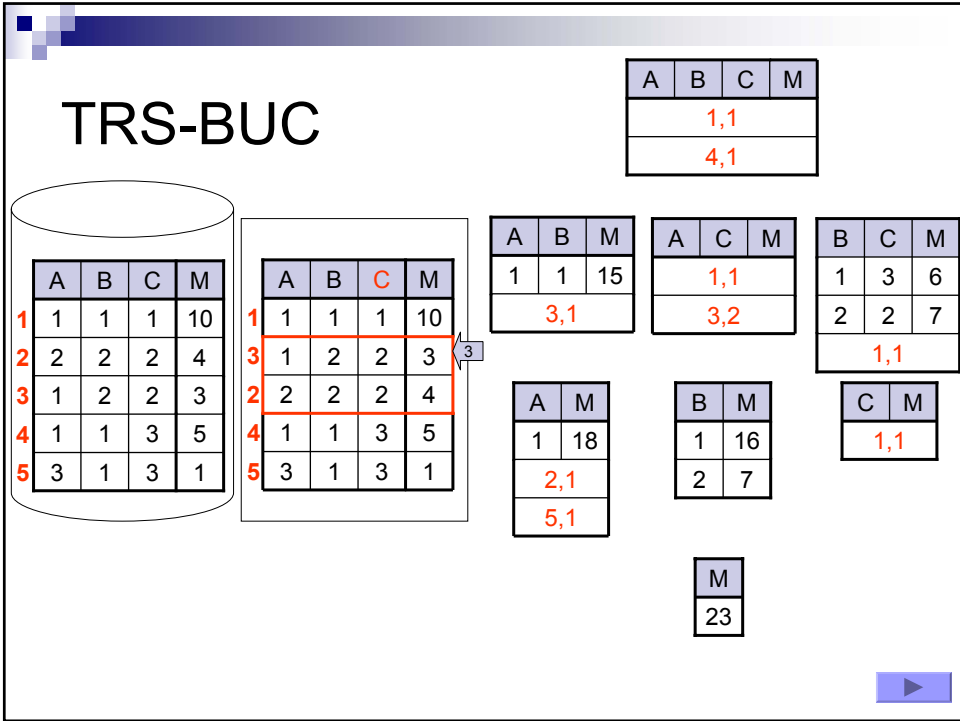 TRS-BUC
A B C M
1,1
4,1
A B C M
1 1 1 1 10
2 2 2 2 4
3 1 2 2 3
4 1 1 3 5
5 3 1 3 1
A B C M
1 1 1 1 10
3 1 2 2 3 3
2 2 2 2 4
4 1 1 3 5
5 3 1 3 1
A B M
1 1 15
3,1
A C M
1,1
3,2
B C M
1 3 6
2 2 7
1,1
A M
1 18
2,1
5,1
B M
1 16
2 7
C M
1,1
M
23